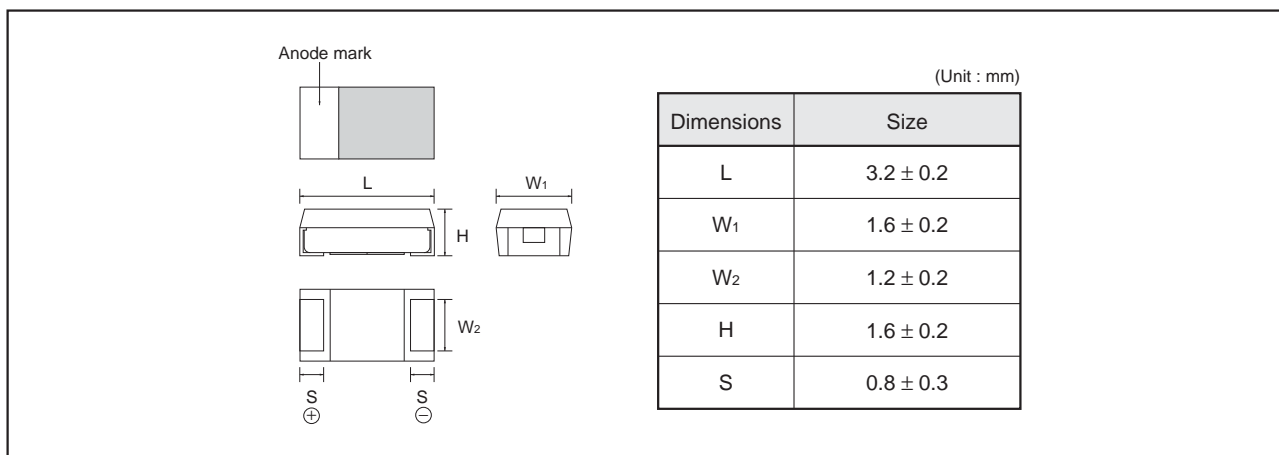 Anode mark
L
W1
H
W2
S
S
⊕
⊖
(Unit : mm)
Dimensions Size
L 3.2 ± 0.2
W1 1.6 ± 0.2
W2 1.2 ± 0.2
H 1.6 ± 0.2
S 0.8 ± 0.3